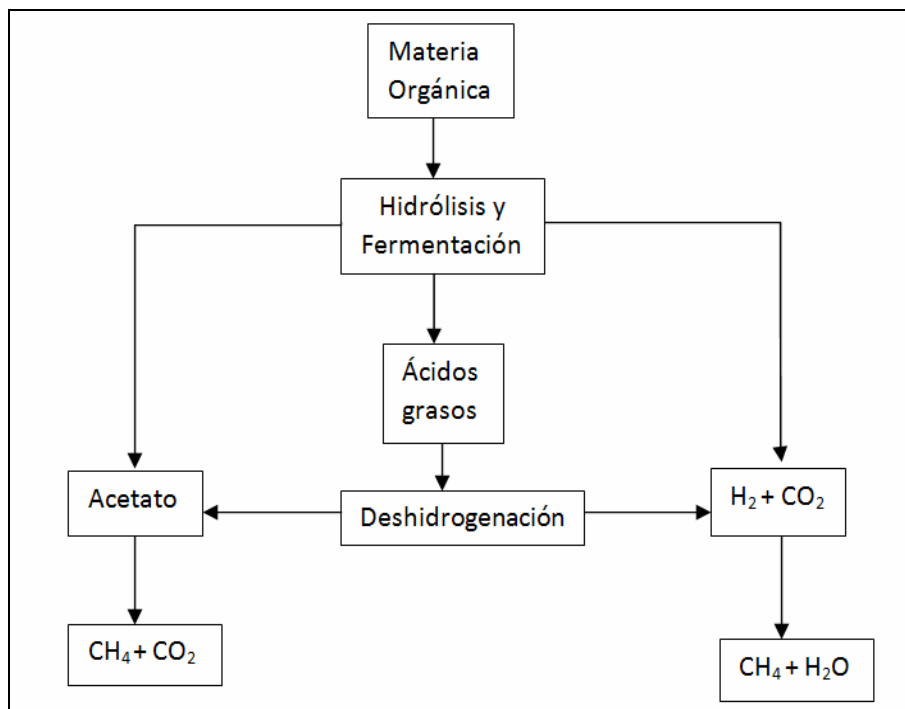 Materia
Orgánica
Hidrólisis y
Fermentación
Ácidos
grasos
Acetato
Deshidrogenación
H₂ + CO₂
CH₄ + CO₂
CH₄ + H₂O